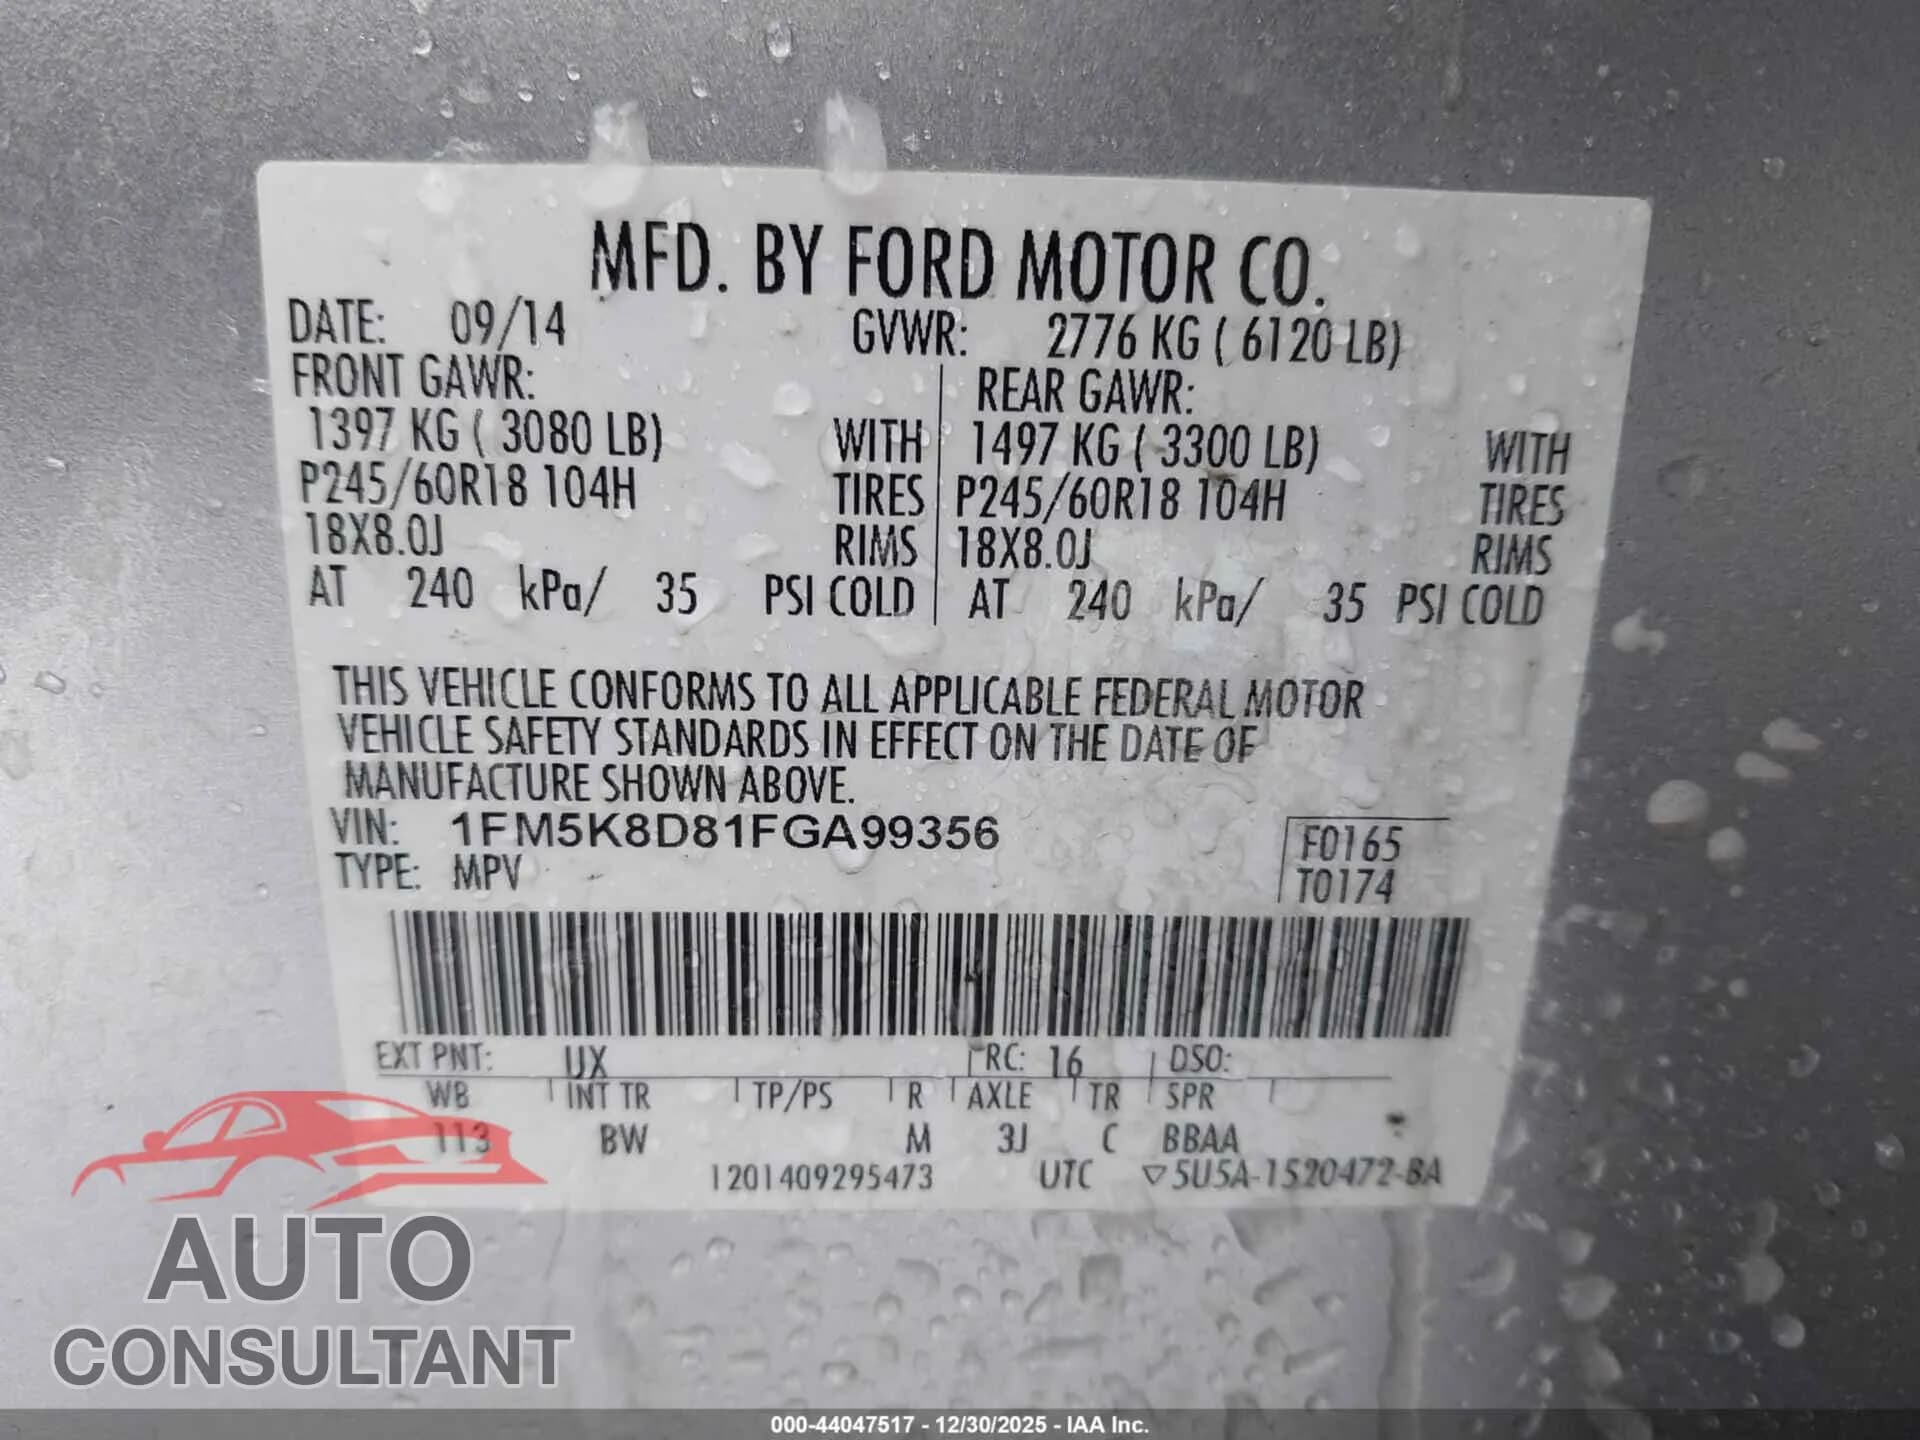 MFD. BY FORD MOTOR CO.
DATE: 09/14 GVWR: 2776 KG ( 6120 LB)
FRONT GAWR: REAR GAWR:
1397 KG ( 3080 LB) WITH 1497 KG ( 3300 LB) WITH
P245/60R18 104H TIRES P245/60R18 104H TIRES
18X8.0J RIMS 18X8.0J RIMS
AT 240 kPa/ 35 PSI COLD AT 240 kPa/ 35 PSI COLD
THIS VEHICLE CONFORMS TO ALL APPLICABLE FEDERAL MOTOR
VEHICLE SAFETY STANDARDS IN EFFECT ON THE DATE OF
MANUFACTURE SHOWN ABOVE.
VIN: 1FM5K8D81FGA99356 F0165
TYPE: MPV T0174
EXT PNT: UX RC: 16 DSO:
WB INT TR TP/PS R AXLE TR SPR
113 BW M 3J C BBAA
1201409295473 UTC ▽5U5A-1520472-BA
AUTO
CONSULTANT
000-44047517 - 12/30/2025 - IAA Inc.